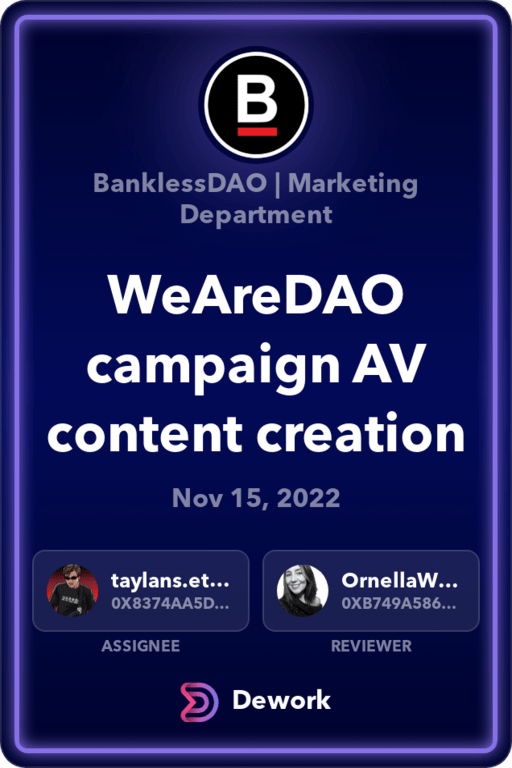 B
BanklessDAO | Marketing
Department
WeAreDAO
campaign AV
content creation
Nov 15, 2022
taylans.et...
0X8374AA5D...
OrnellaW...
0XB749A586...
ASSIGNEE
REVIEWER
Dework